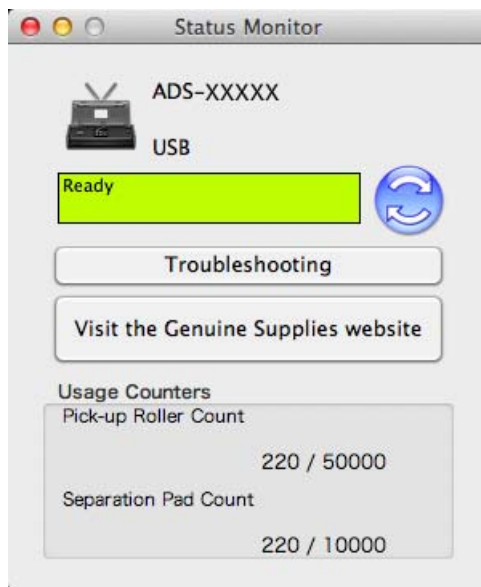 Status Monitor
ADS-XXXXX
USB
Ready
Troubleshooting
Visit the Genuine Supplies website
Usage Counters
Pick-up Roller Count
220 / 50000
Separation Pad Count
220 / 10000